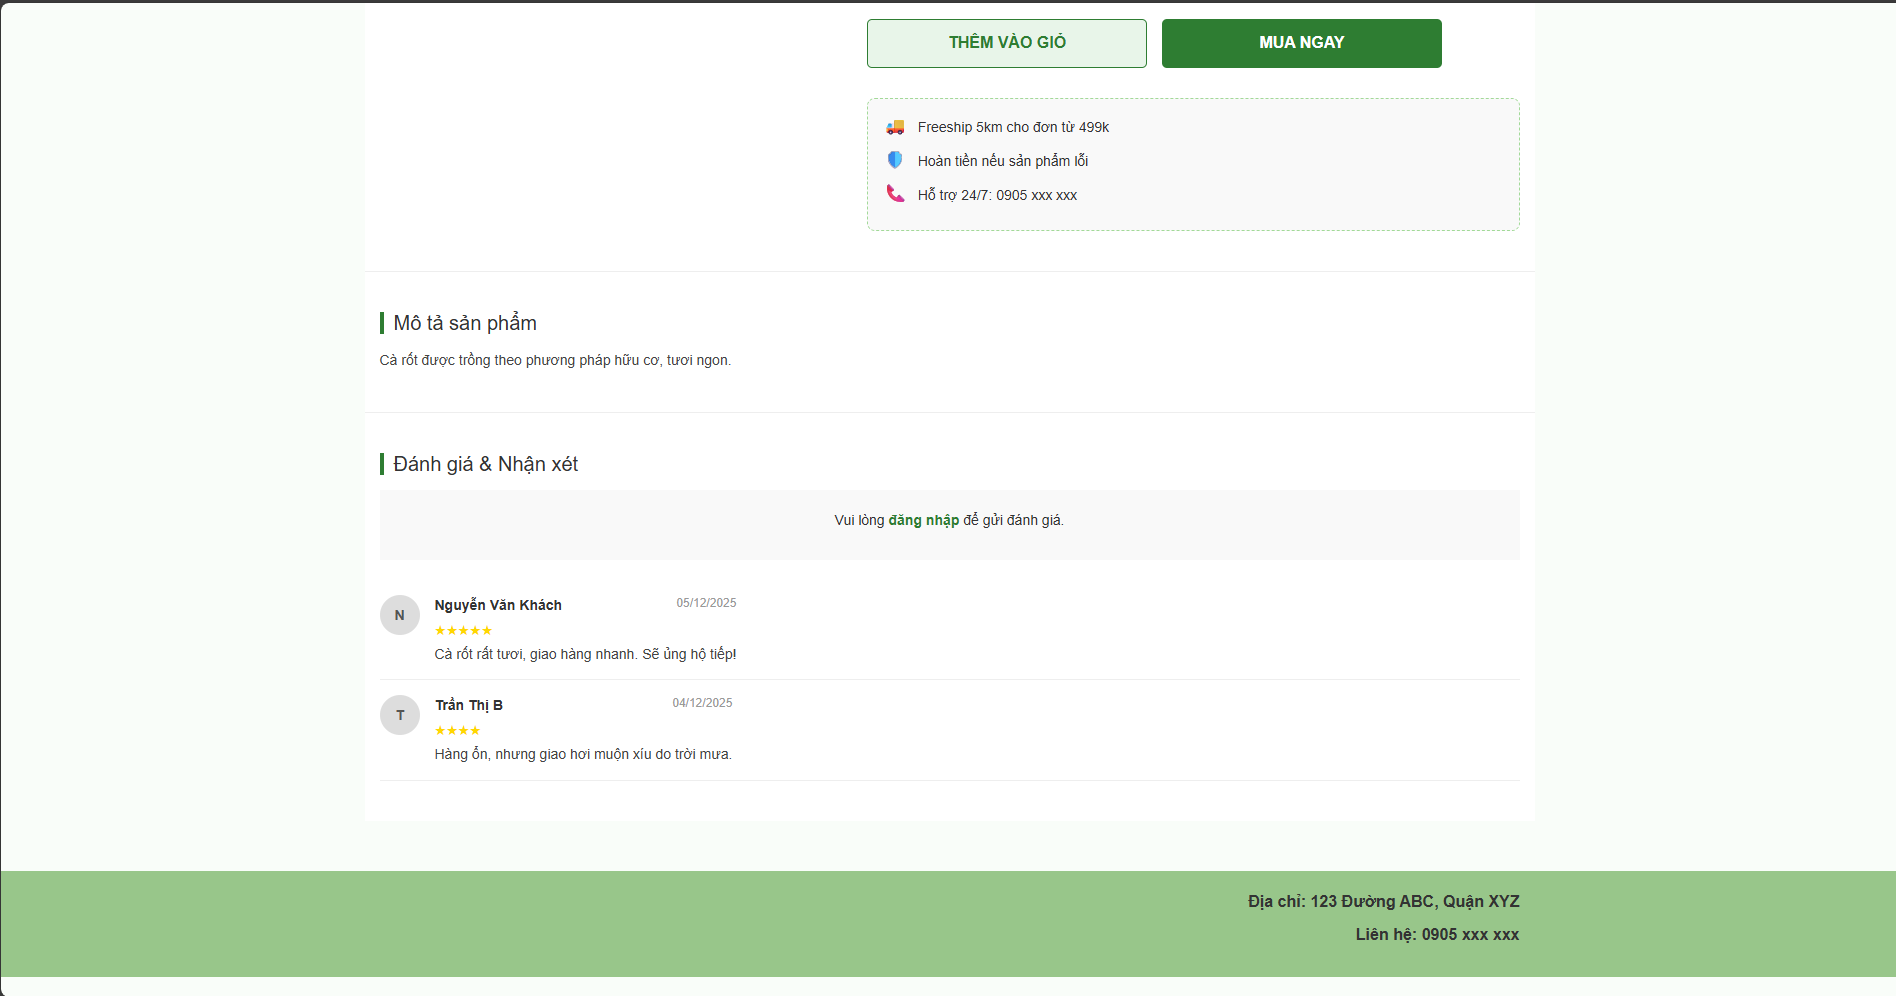 THÊM VÀO GIỎ
MUA NGAY
Freeship 5km cho đơn từ 499k
Hoàn tiền nếu sản phẩm lỗi
Hỗ trợ 24/7: 0905 xxx xxx
Mô tả sản phẩm
Cà rốt được trồng theo phương pháp hữu cơ, tươi ngon.
Đánh giá & Nhận xét
Vui lòng đăng nhập để gửi đánh giá.
N
Nguyễn Văn Khách
05/12/2025
★★★★★
Cà rốt rất tươi, giao hàng nhanh. Sẽ ủng hộ tiếp!
T
Trần Thị B
04/12/2025
★★★★
Hàng ổn, nhưng giao hơi muộn xíu do trời mưa.
Địa chỉ: 123 Đường ABC, Quận XYZ
Liên hệ: 0905 xxx xxx